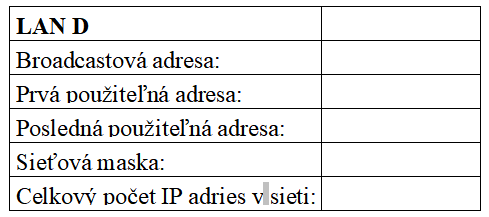 LAN D
Broadcastová adresa:
Prvá použiteľná adresa:
Posledná použiteľná adresa:
Sieťová maska:
Celkový počet IP adries v sieti: